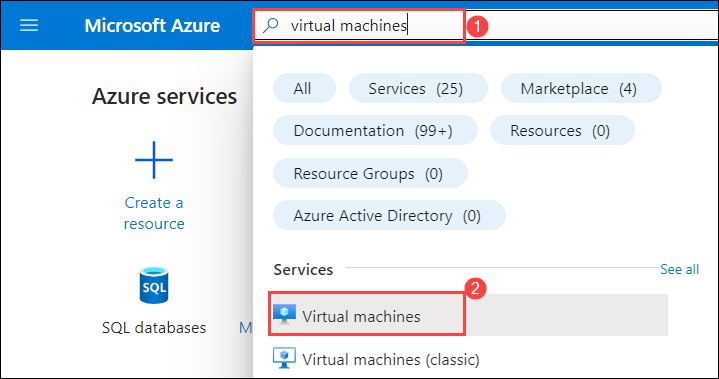 Microsoft Azure
virtual machines
1
Azure services
All
Services (25)
Marketplace (4)
Documentation (99+)
Resources (0)
Resource Groups (0)
Azure Active Directory (0)
Create a
resource
Services
See all
2
Virtual machines
SQL
SQL databases
M
Virtual machines (classic)